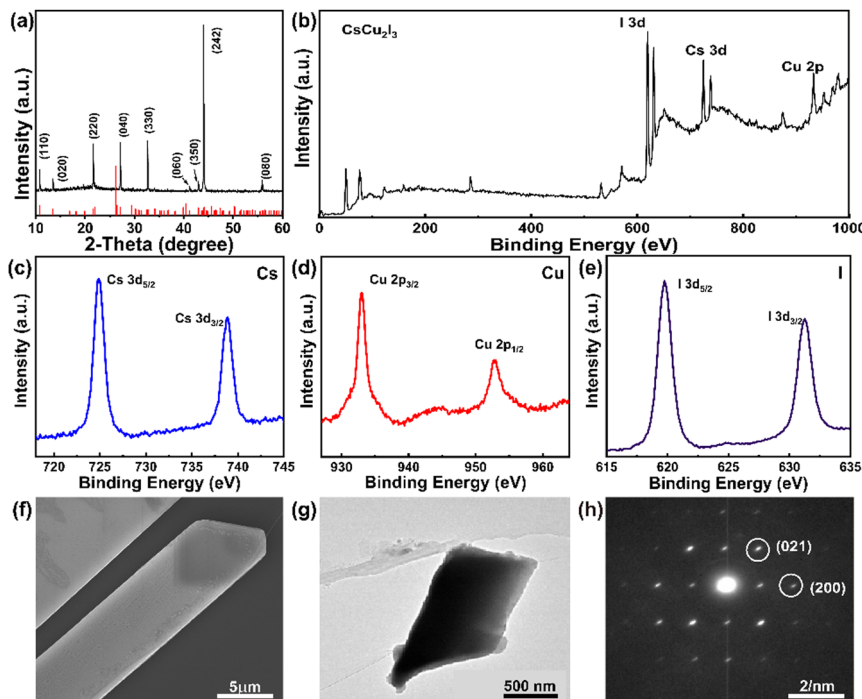 (a)
(242)
(110)
(020)
(220)
(040)
(330)
(060)
(350)
(080)
Intensity (a.u.)
10 20 30 40 50 60
2-Theta (degree)
(b)
CsCu₂I₃
I 3d
Cs 3d
Cu 2p
Intensity (a.u.)
0 200 400 600 800 1000
Binding Energy (eV)
(c)
Cs 3d₅/₂
Cs
Cs 3d₃/₂
Intensity (a.u.)
720 725 730 735 740 745
Binding Energy (eV)
(d)
Cu 2p₃/₂
Cu
Cu 2p₁/₂
Intensity (a.u.)
930 940 950 960
Binding Energy (eV)
(e)
I 3d₅/₂
I
I 3d₃/₂
Intensity (a.u.)
615 620 625 630 635
Binding Energy (eV)
(f)
5μm
(g)
500 nm
(h)
(021)
(200)
2/nm